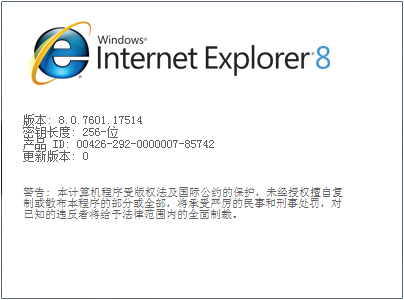 Windows®
Internet Explorer 8
版本: 8.0.7601.17514
密钥长度: 256-位
产品 ID: 00426-292-0000007-85742
更新版本: 0
警告: 本计算机程序受版权法及国际公约的保护，未经授权擅自复
制或散布本程序的部分或全部，将承受严厉的民事和刑事处罚，对
已知的违反者将给予法律范围内的全面制裁。